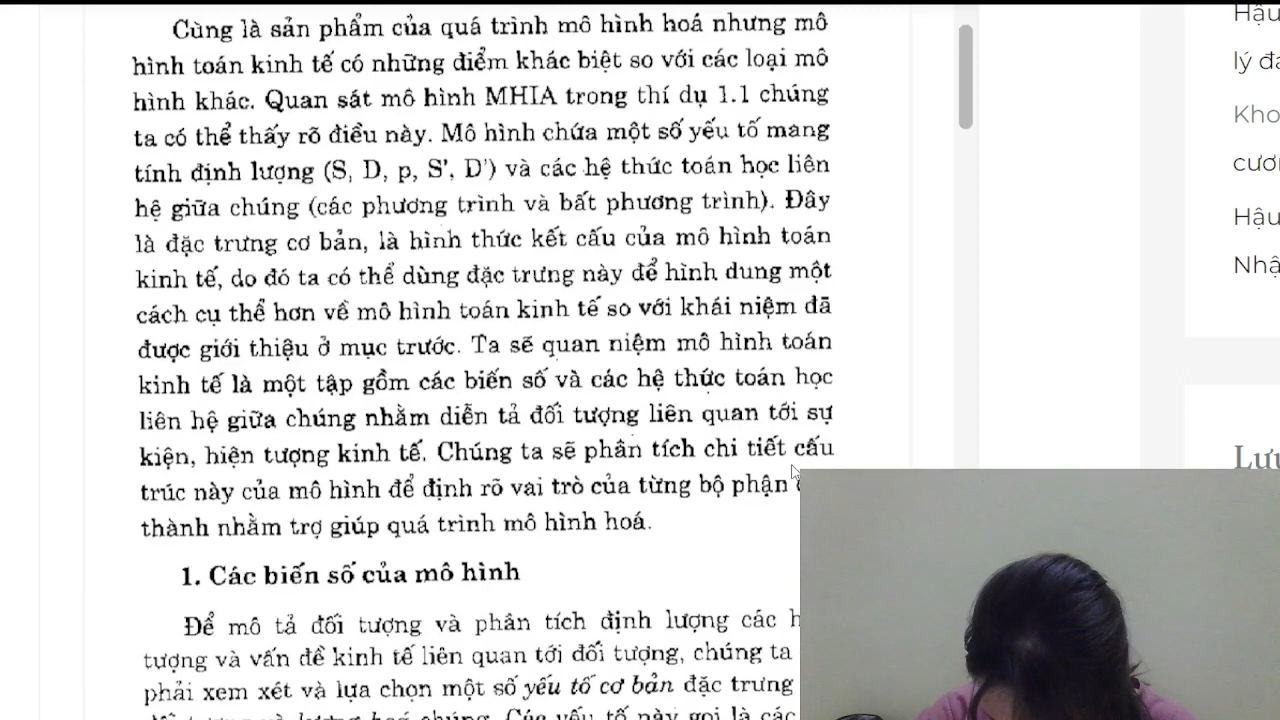 Cùng là sản phẩm của quá trình mô hình hoá nhưng mô
hình toán kinh tế có những điểm khác biệt so với các loại mô
hình khác. Quan sát mô hình MHIA trong thí dụ 1.1 chúng
ta có thể thấy rõ điều này. Mô hình chứa một số yếu tố mang
tính định lượng (S, D, p, S', D') và các hệ thức toán học liên
hệ giữa chúng (các phương trình và bất phương trình). Đây
là đặc trưng cơ bản, là hình thức kết cấu của mô hình toán
kinh tế, do đó ta có thể dùng đặc trưng này để hình dung một
cách cụ thể hơn về mô hình toán kinh tế so với khái niệm đã
được giới thiệu ở mục trước. Ta sẽ quan niệm mô hình toán
kinh tế là một tập gồm các biến số và các hệ thức toán học
liên hệ giữa chúng nhằm diễn tả đối tượng liên quan tới sự
kiện, hiện tượng kinh tế. Chúng ta sẽ phân tích chi tiết cấu
trúc này của mô hình để định rõ vai trò của từng bộ phận
thành nhằm trợ giúp quá trình mô hình hoá.
1. Các biến số của mô hình
Để mô tả đối tượng và phân tích định lượng các h
tượng và vấn đề kinh tế liên quan tới đối tượng, chúng ta
phải xem xét và lựa chọn một số yếu tố cơ bản đặc trưng
Các yếu tố này gọi là các
Hậu
lý đ
Kho
cươ
Hậu
Nhậ
Lưu